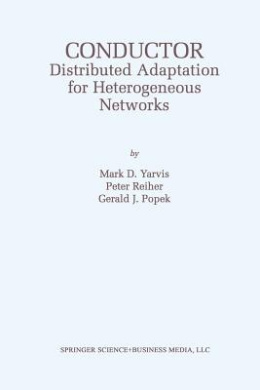 CONDUCTOR
Distributed Adaptation
for Heterogeneous
Networks
by
Mark D. Yarvis
Peter Reiher
Gerald J. Popek
SPRINGER SCIENCE+BUSINESS MEDIA, LLC